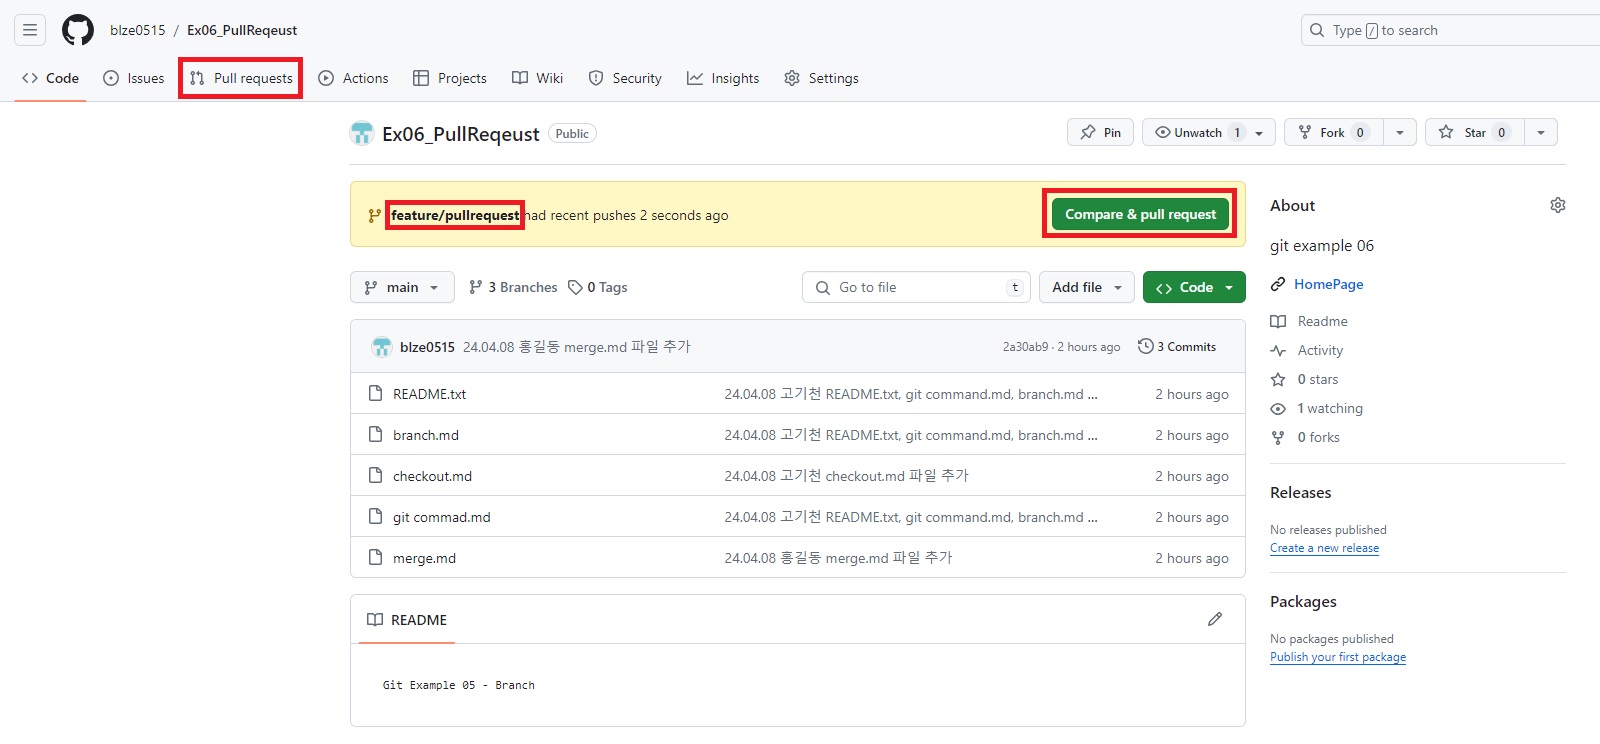 blze0515 / Ex06_PullReqeust
Type / to search
Code Issues Pull requests Actions Projects Wiki Security Insights Settings
Ex06_PullReqeust Public
Pin Unwatch 1 Fork 0 Star 0
feature/pullrequest had recent pushes 2 seconds ago
Compare & pull request
main 3 Branches 0 Tags
Go to file t
Add file
Code
blze0515 24.04.08 홍길동 merge.md 파일 추가 2a30ab9 · 2 hours ago 3 Commits
README.txt 24.04.08 고기천 README.txt, git command.md, branch.md ... 2 hours ago
branch.md 24.04.08 고기천 README.txt, git command.md, branch.md ... 2 hours ago
checkout.md 24.04.08 고기천 checkout.md 파일 추가 2 hours ago
git commad.md 24.04.08 고기천 README.txt, git command.md, branch.md ... 2 hours ago
merge.md 24.04.08 홍길동 merge.md 파일 추가 2 hours ago
README
Git Example 05 - Branch
About
git example 06
HomePage
Readme
Activity
0 stars
1 watching
0 forks
Releases
No releases published
Create a new release
Packages
No packages published
Publish your first package